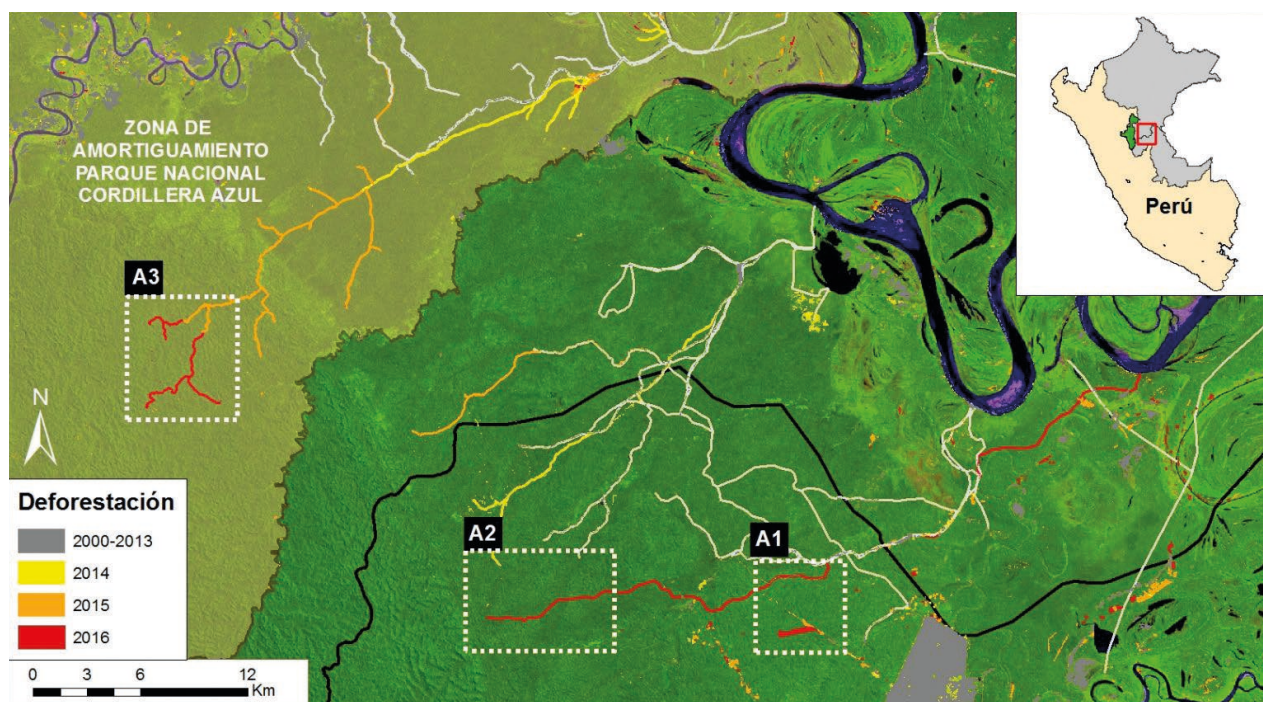 ZONA DE
AMORTIGUAMIENTO
PARQUE NACIONAL
CORDILLERA AZUL
Perú
A3
A2
A1
N
Deforestación
2000-2013
2014
2015
2016
0 3 6 12
Km